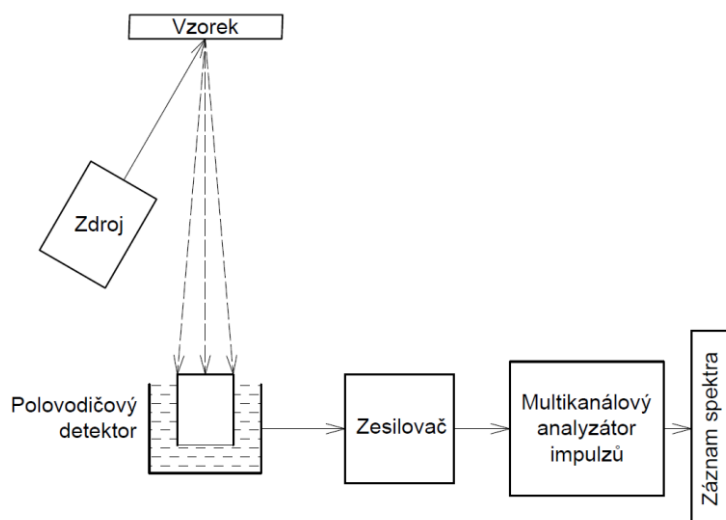 Vzorek
Zdroj
Polovodičový
detektor
Zesilovač
Multikanálový
analyzátor
impulzů
Záznam spektra